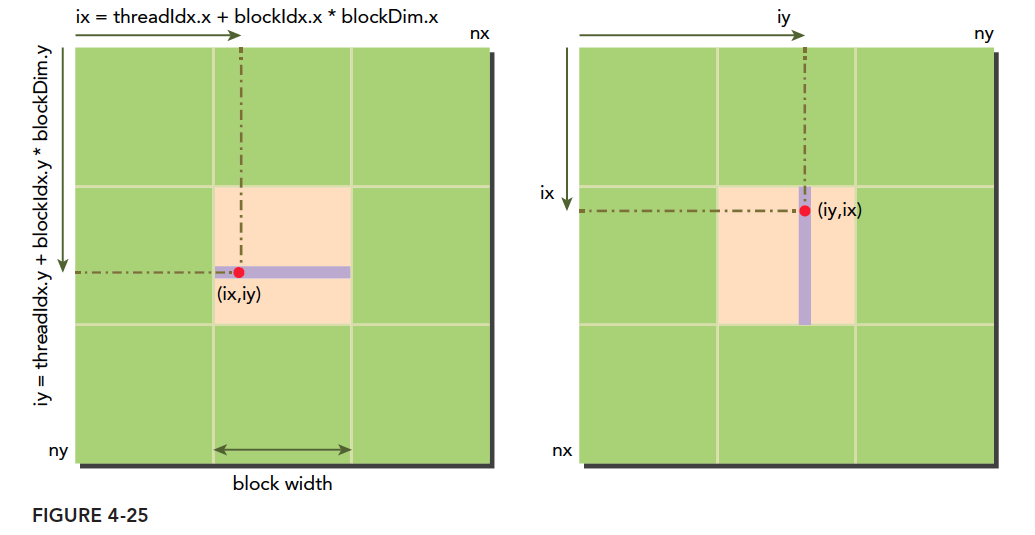 ix = threadIdx.x + blockIdx.x * blockDim.x
nx
iy = threadIdx.y + blockIdx.y * blockDim.y
(ix,iy)
ny
block width
iy
ny
ix
(iy,ix)
nx
FIGURE 4-25